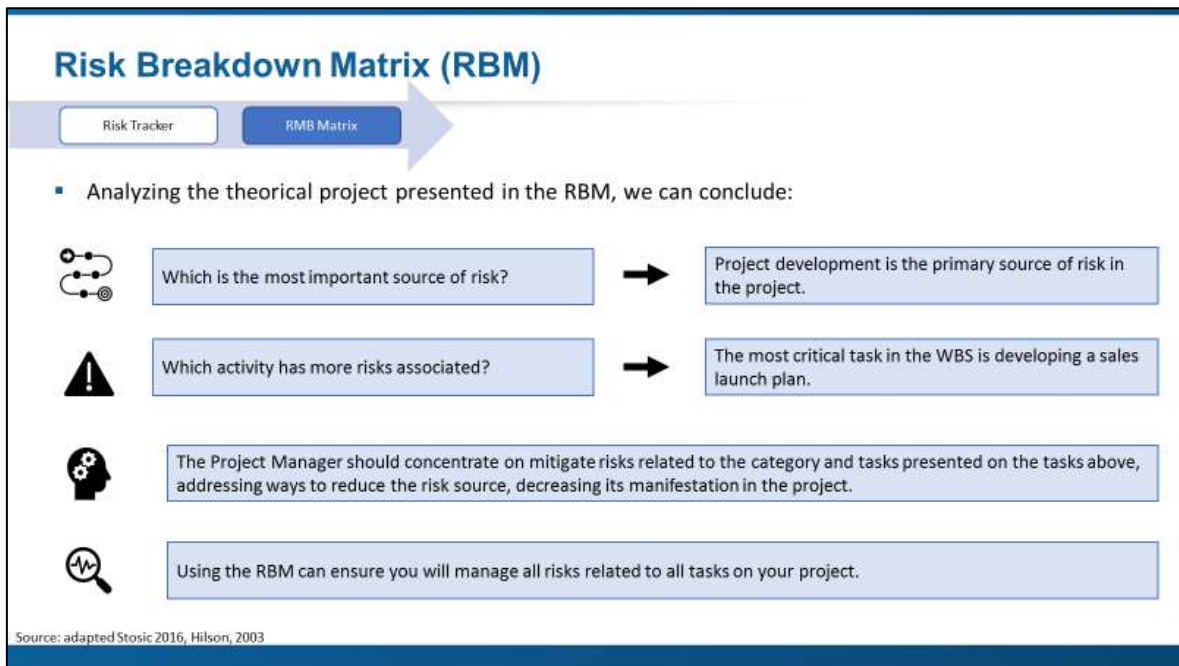 Risk Breakdown Matrix (RBM)
Risk Tracker
RMB Matrix
▪ Analyzing the theorical project presented in the RBM, we can conclude:
Which is the most important source of risk?
Project development is the primary source of risk in
the project.
Which activity has more risks associated?
The most critical task in the WBS is developing a sales
launch plan.
The Project Manager should concentrate on mitigate risks related to the category and tasks presented on the tasks above,
addressing ways to reduce the risk source, decreasing its manifestation in the project.
Using the RBM can ensure you will manage all risks related to all tasks on your project.
Source: adapted Stosic 2016, Hilson, 2003